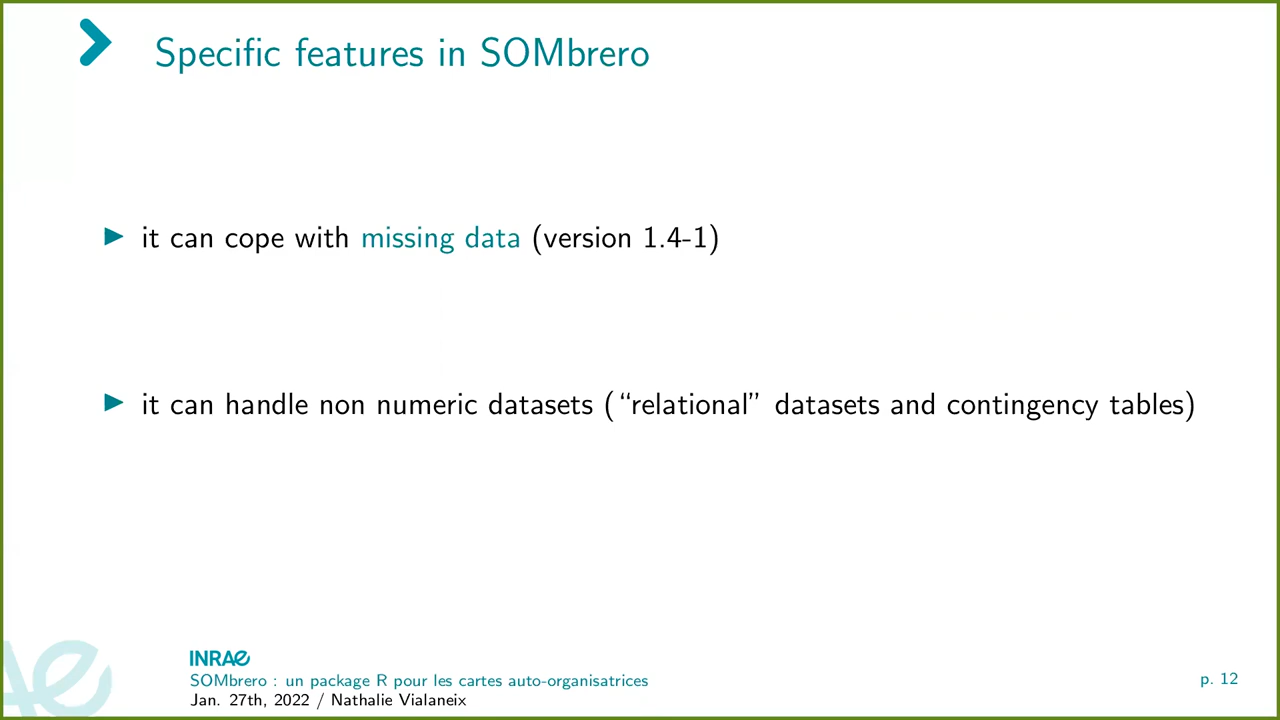 Specific features in SOMbrero
it can cope with missing data (version 1.4-1)
it can handle non numeric datasets (“relational” datasets and contingency tables)
INRAE
SOMbrero : un package R pour les cartes auto-organisatrices
Jan. 27th, 2022 / Nathalie Vialaneix
p. 12